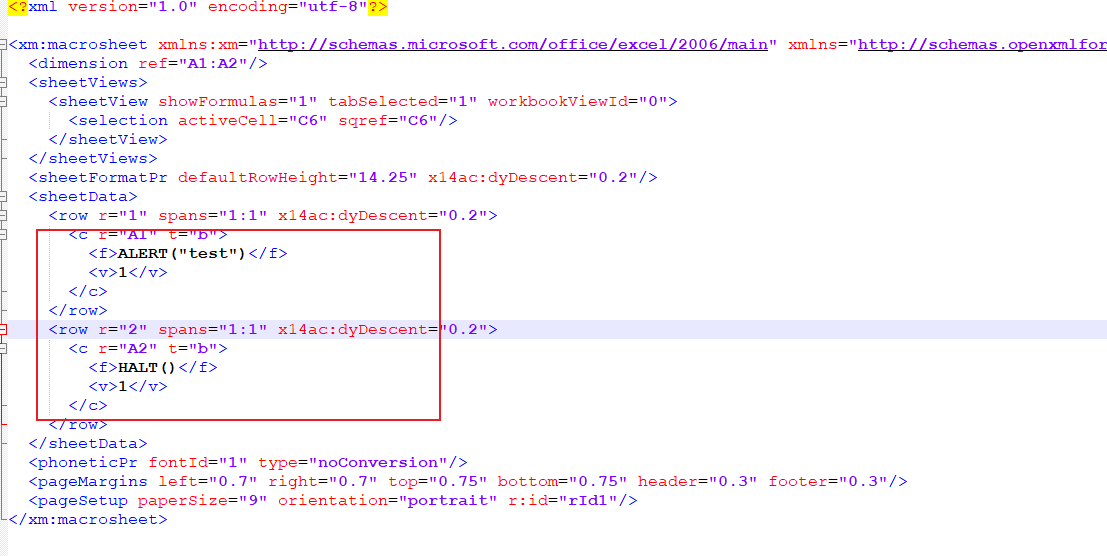 <?xml version="1.0" encoding="utf-8"?>
<xm:macrosheet xmlns:xm="http://schemas.microsoft.com/office/excel/2006/main" xmlns="http://schemas.openxmlfor
<dimension ref="A1:A2"/>
<sheetViews>
<sheetView showFormulas="1" tabSelected="1" workbookViewId="0">
<selection activeCell="C6" sqref="C6"/>
</sheetView>
</sheetViews>
<sheetFormatPr defaultRowHeight="14.25" x14ac:dyDescent="0.2"/>
<sheetData>
<row r="1" spans="1:1" x14ac:dyDescent="0.2">
<c r="A1" t="b">
<f>ALERT("test")</f>
<v>1</v>
</c>
</row>
<row r="2" spans="1:1" x14ac:dyDescent="0.2">
<c r="A2" t="b">
<f>HALT()</f>
<v>1</v>
</c>
</row>
</sheetData>
<phoneticPr fontId="1" type="noConversion"/>
<pageMargins left="0.7" right="0.7" top="0.75" bottom="0.75" header="0.3" footer="0.3"/>
<pageSetup paperSize="9" orientation="portrait" r:id="rId1"/>
</xm:macrosheet>